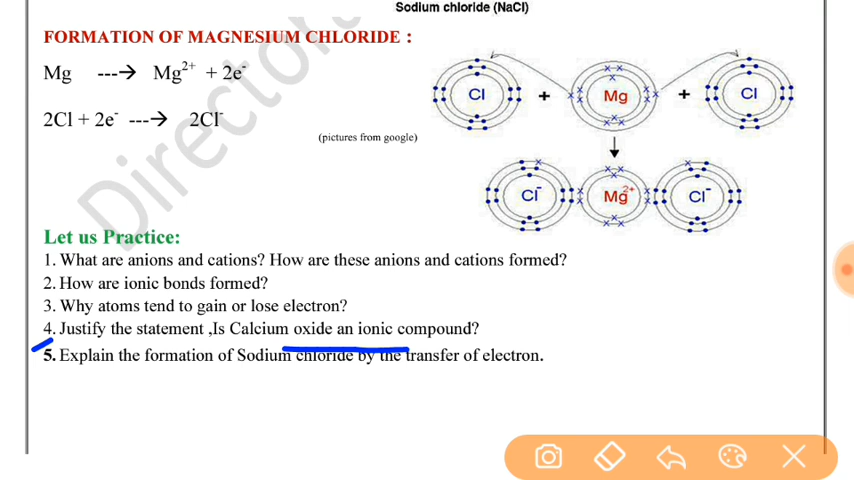 Sodium chloride (NaCl)
FORMATION OF MAGNESIUM CHLORIDE :
Mg ---→ Mg²⁺ + 2e⁻
Cl + Mg + Cl
2Cl + 2e⁻ ---→ 2Cl⁻
(pictures from google)
Cl⁻ Mg²⁺ Cl⁻
Director
Let us Practice:
1. What are anions and cations? How are these anions and cations formed?
2. How are ionic bonds formed?
3. Why atoms tend to gain or lose electron?
4. Justify the statement ,Is Calcium oxide an ionic compound?
5. Explain the formation of Sodium chloride by the transfer of electron.